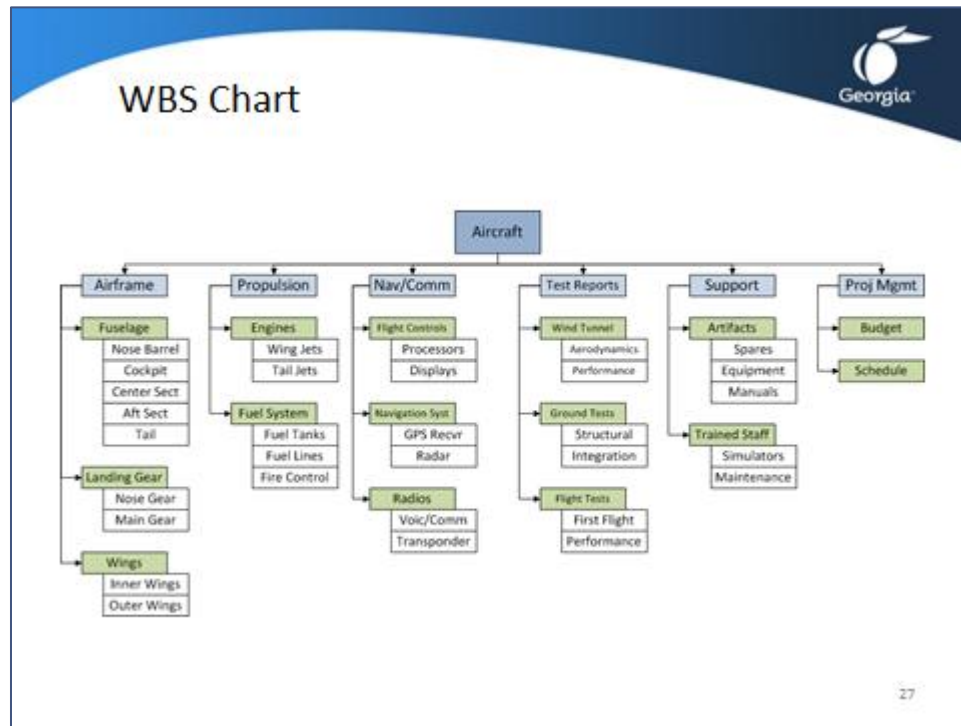 Georgia
WBS Chart
Aircraft
Airframe
Fuselage
Nose Barrel
Cockpit
Center Sect
Aft Sect
Tail
Landing Gear
Nose Gear
Main Gear
Wings
Inner Wings
Outer Wings
Propulsion
Engines
Wing Jets
Tail Jets
Fuel System
Fuel Tanks
Fuel Lines
Fire Control
Nav/Comm
Flight Controls
Processors
Displays
Navigation Syst
GPS Recvr
Radar
Radios
Voic/Comm
Transponder
Test Reports
Wind Tunnel
Aerodynamics
Performance
Ground Tests
Structural
Integration
Flight Tests
First Flight
Performance
Support
Artifacts
Spares
Equipment
Manuals
Trained Staff
Simulators
Maintenance
Proj Mgmt
Budget
Schedule
27